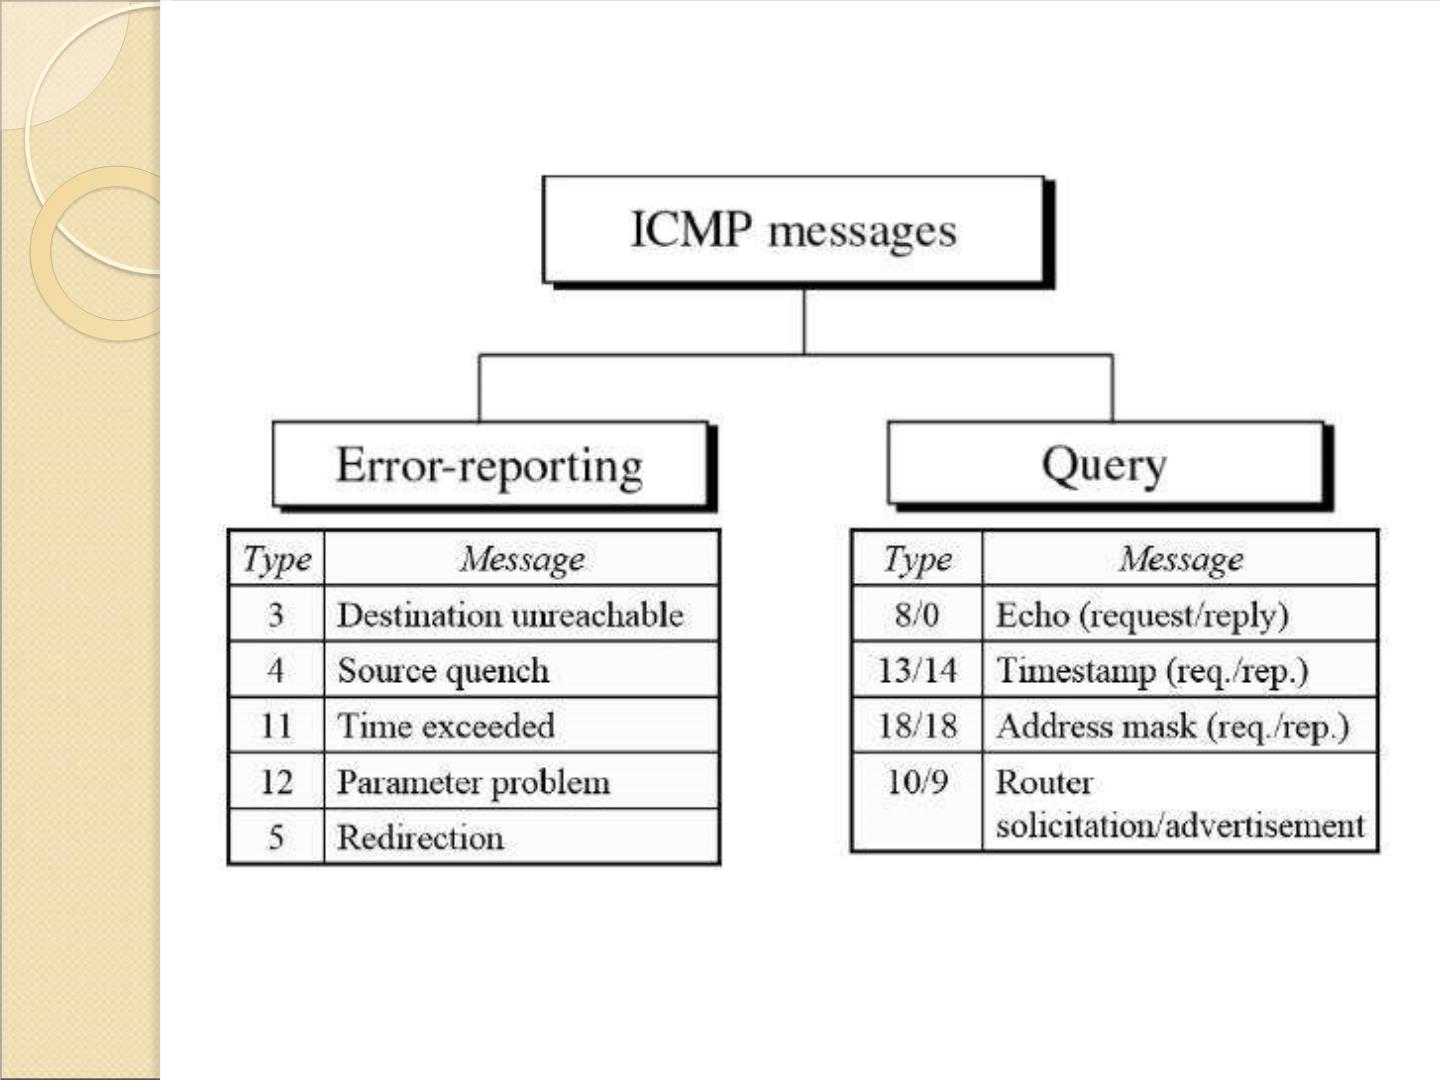 ICMP messages
Error-reporting
Type Message
3 Destination unreachable
4 Source quench
11 Time exceeded
12 Parameter problem
5 Redirection
Query
Type Message
8/0 Echo (request/reply)
13/14 Timestamp (req./rep.)
18/18 Address mask (req./rep.)
10/9 Router
solicitation/advertisement